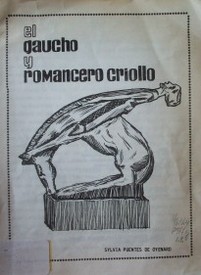 el
gaucho
y
romancero criollo
SYLVIA PUENTES DE OYENARD